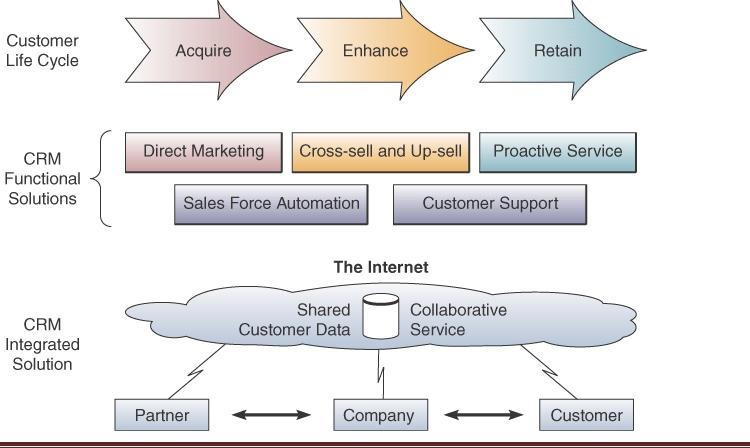 Customer
Life Cycle
Acquire
Enhance
Retain
CRM
Functional
Solutions
Direct Marketing
Cross-sell and Up-sell
Proactive Service
Sales Force Automation
Customer Support
The Internet
CRM
Integrated
Solution
Shared
Customer Data
Collaborative
Service
Partner
Company
Customer